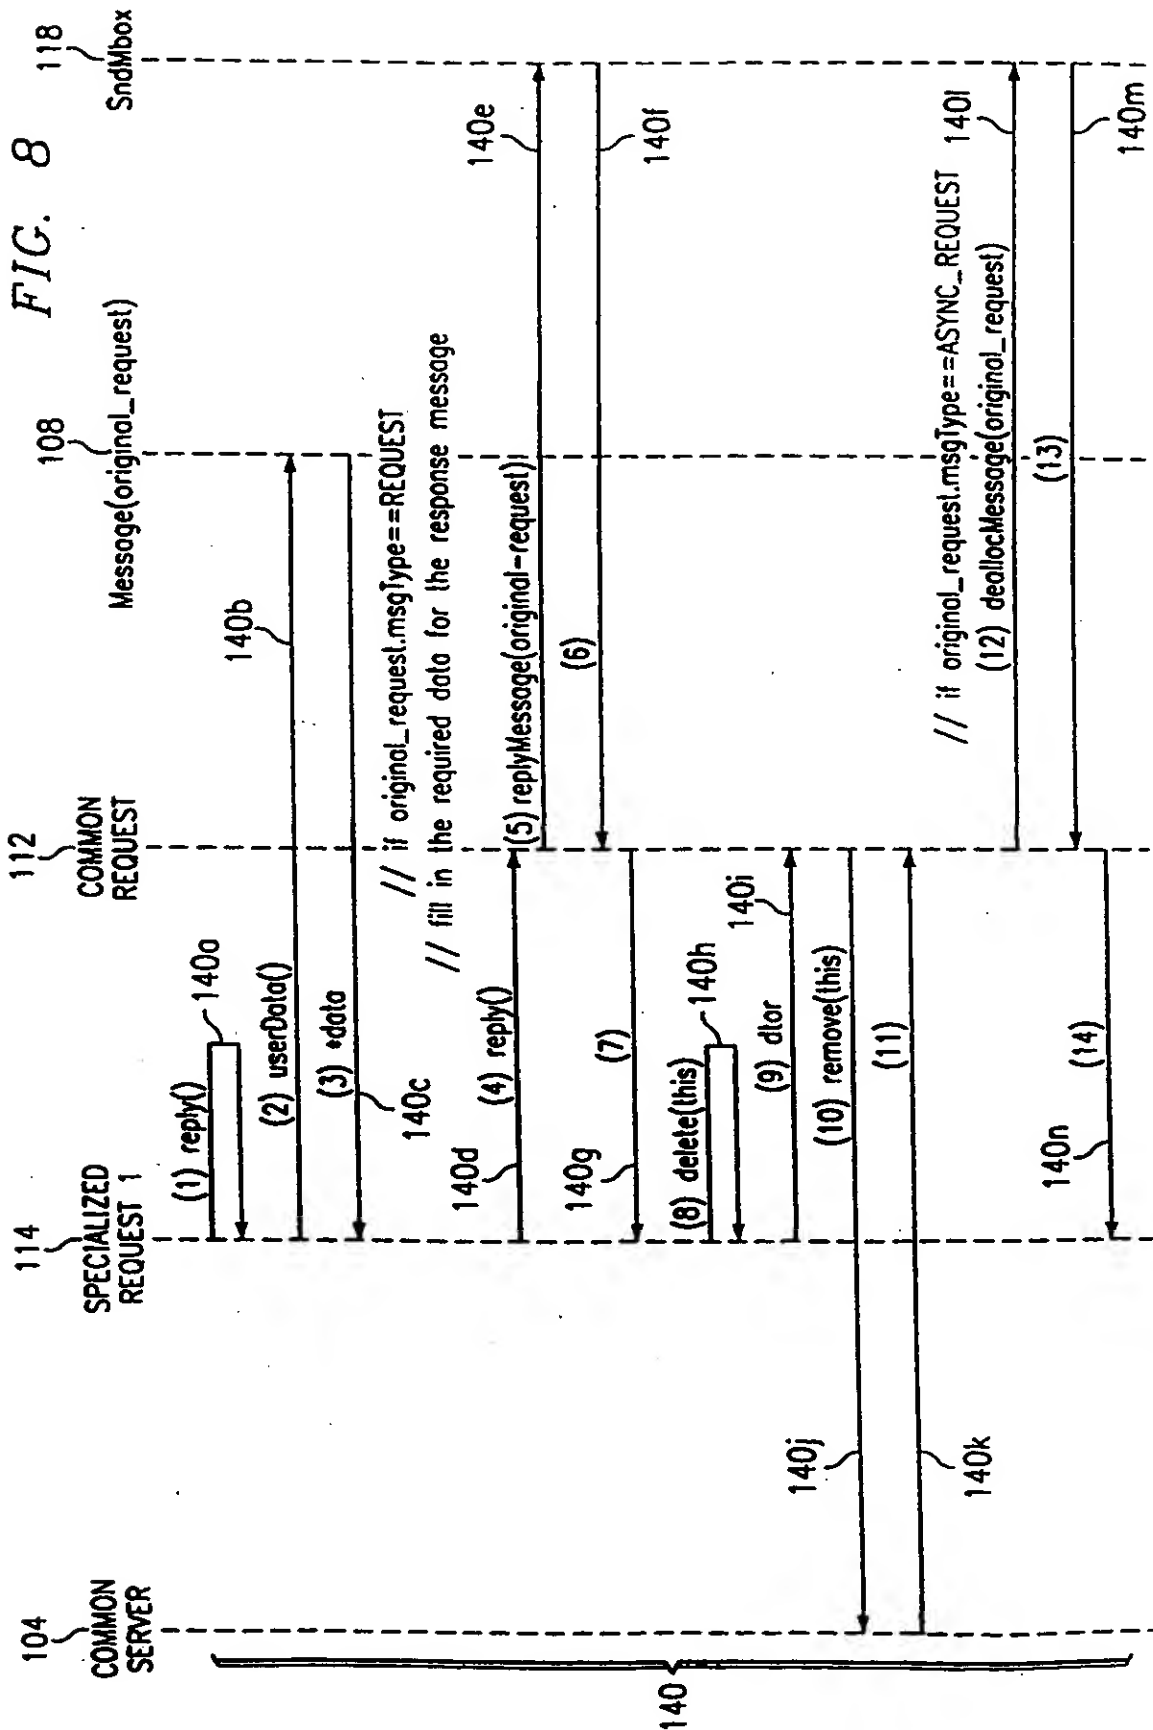 FIG. 8
104
COMMON
SERVER
114
SPECIALIZED
REQUEST 1
112
COMMON
REQUEST
108
Message(original_request)
118
SndMbox
(1) reply()
140a
(2) userData()
140b
(3) *data
140c
// if original_request.msgType==REQUEST
// fill in the required data for the response message
(4) reply()
140d
(5) replyMessage(original-request)
140e
(6)
140f
(7)
140g
(8) delete(this)
140h
(9) dtor
140i
(10) remove(this)
140j
(11)
140k
// if original_request.msgType==ASYNC_REQUEST
(12) deallocMessage(original_request)
140l
(13)
140m
(14)
140n
140